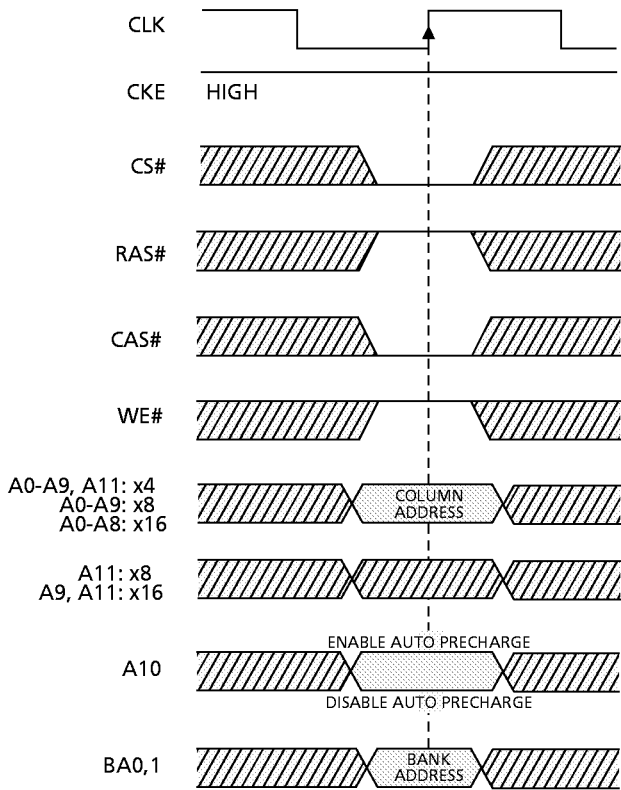 CLK
CKE HIGH
CS#
RAS#
CAS#
WE#
A0-A9, A11: x4
A0-A9: x8
A0-A8: x16
COLUMN
ADDRESS
A11: x8
A9, A11: x16
ENABLE AUTO PRECHARGE
A10
DISABLE AUTO PRECHARGE
BA0,1
BANK
ADDRESS